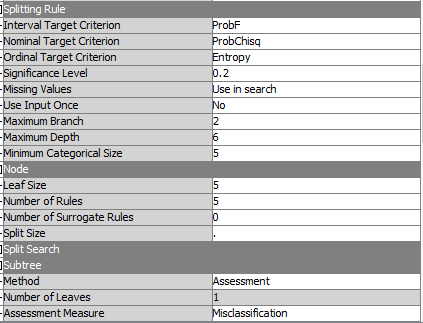 Splitting Rule
Interval Target Criterion ProbF
Nominal Target Criterion ProbChisq
Ordinal Target Criterion Entropy
Significance Level 0.2
Missing Values Use in search
Use Input Once No
Maximum Branch 2
Maximum Depth 6
Minimum Categorical Size 5
Node
Leaf Size 5
Number of Rules 5
Number of Surrogate Rules 0
Split Size .
Split Search
Subtree
Method Assessment
Number of Leaves 1
Assessment Measure Misclassification